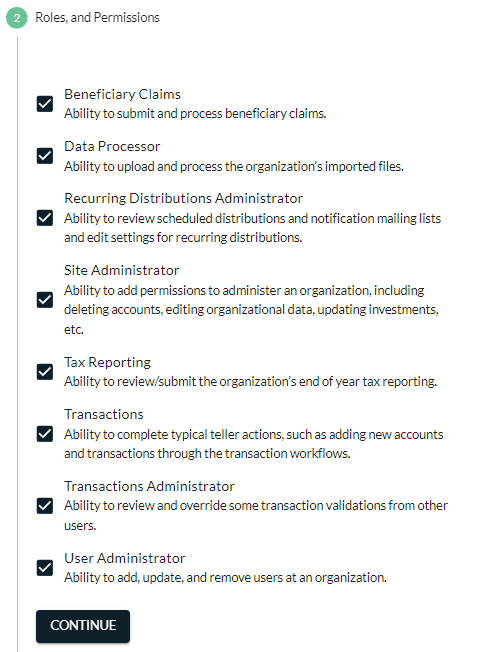 2 Roles, and Permissions
Beneficiary Claims
Ability to submit and process beneficiary claims.
Data Processor
Ability to upload and process the organization's imported files.
Recurring Distributions Administrator
Ability to review scheduled distributions and notification mailing lists
and edit settings for recurring distributions.
Site Administrator
Ability to add permissions to administer an organization, including
deleting accounts, editing organizational data, updating investments,
etc.
Tax Reporting
Ability to review/submit the organization's end of year tax reporting.
Transactions
Ability to complete typical teller actions, such as adding new accounts
and transactions through the transaction workflows.
Transactions Administrator
Ability to review and override some transaction validations from other
users.
User Administrator
Ability to add, update, and remove users at an organization.
CONTINUE